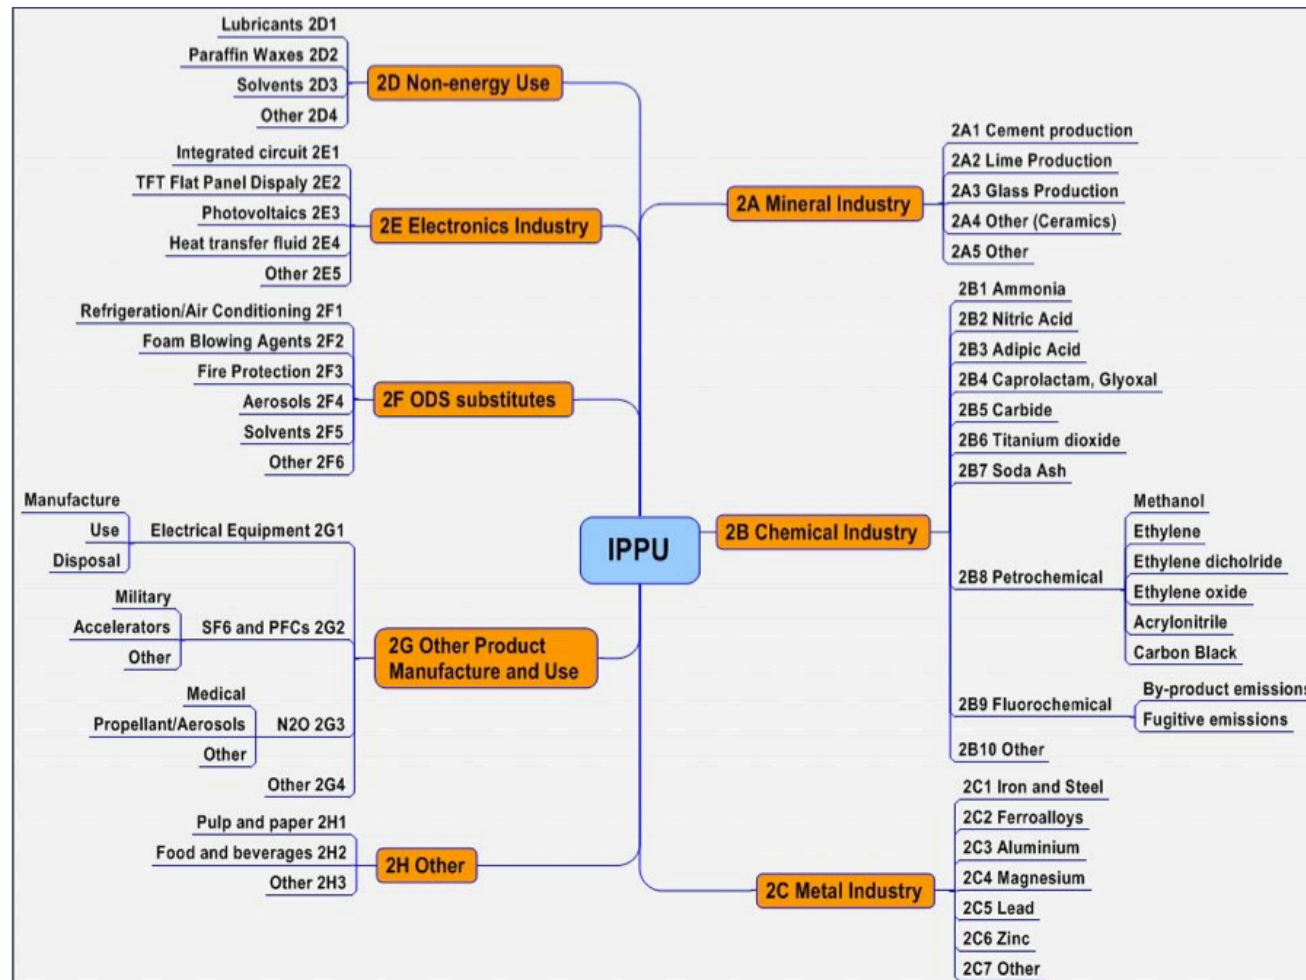 Lubricants 2D1
Paraffin Waxes 2D2
Solvents 2D3
Other 2D4
2D Non-energy Use
Integrated circuit 2E1
TFT Flat Panel Dispaly 2E2
Photovoltaics 2E3
Heat transfer fluid 2E4
Other 2E5
2E Electronics Industry
Refrigeration/Air Conditioning 2F1
Foam Blowing Agents 2F2
Fire Protection 2F3
Aerosols 2F4
Solvents 2F5
Other 2F6
2F ODS substitutes
Manufacture
Use
Disposal
Electrical Equipment 2G1
Military
Accelerators
Other
SF6 and PFCs 2G2
Medical
Propellant/Aerosols
Other
N2O 2G3
Other 2G4
2G Other Product
Manufacture and Use
Pulp and paper 2H1
Food and beverages 2H2
Other 2H3
2H Other
IPPU
2A Mineral Industry
2A1 Cement production
2A2 Lime Production
2A3 Glass Production
2A4 Other (Ceramics)
2A5 Other
2B Chemical Industry
2B1 Ammonia
2B2 Nitric Acid
2B3 Adipic Acid
2B4 Caprolactam, Glyoxal
2B5 Carbide
2B6 Titanium dioxide
2B7 Soda Ash
2B8 Petrochemical
Methanol
Ethylene
Ethylene dicholride
Ethylene oxide
Acrylonitrile
Carbon Black
2B9 Fluorochemical
By-product emissions
Fugitive emissions
2B10 Other
2C Metal Industry
2C1 Iron and Steel
2C2 Ferroalloys
2C3 Aluminium
2C4 Magnesium
2C5 Lead
2C6 Zinc
2C7 Other